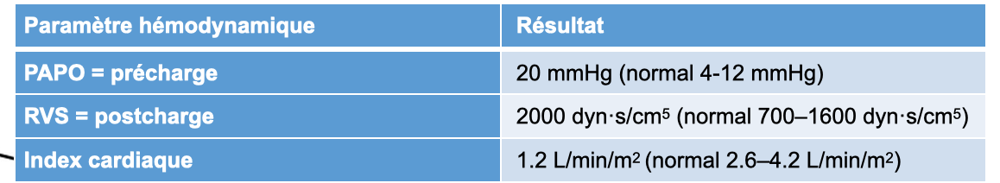 Paramètre hémodynamique Résultat
PAPO = précharge 20 mmHg (normal 4-12 mmHg)
RVS = postcharge 2000 dyn·s/cm⁵ (normal 700–1600 dyn·s/cm⁵)
Index cardiaque 1.2 L/min/m² (normal 2.6–4.2 L/min/m²)